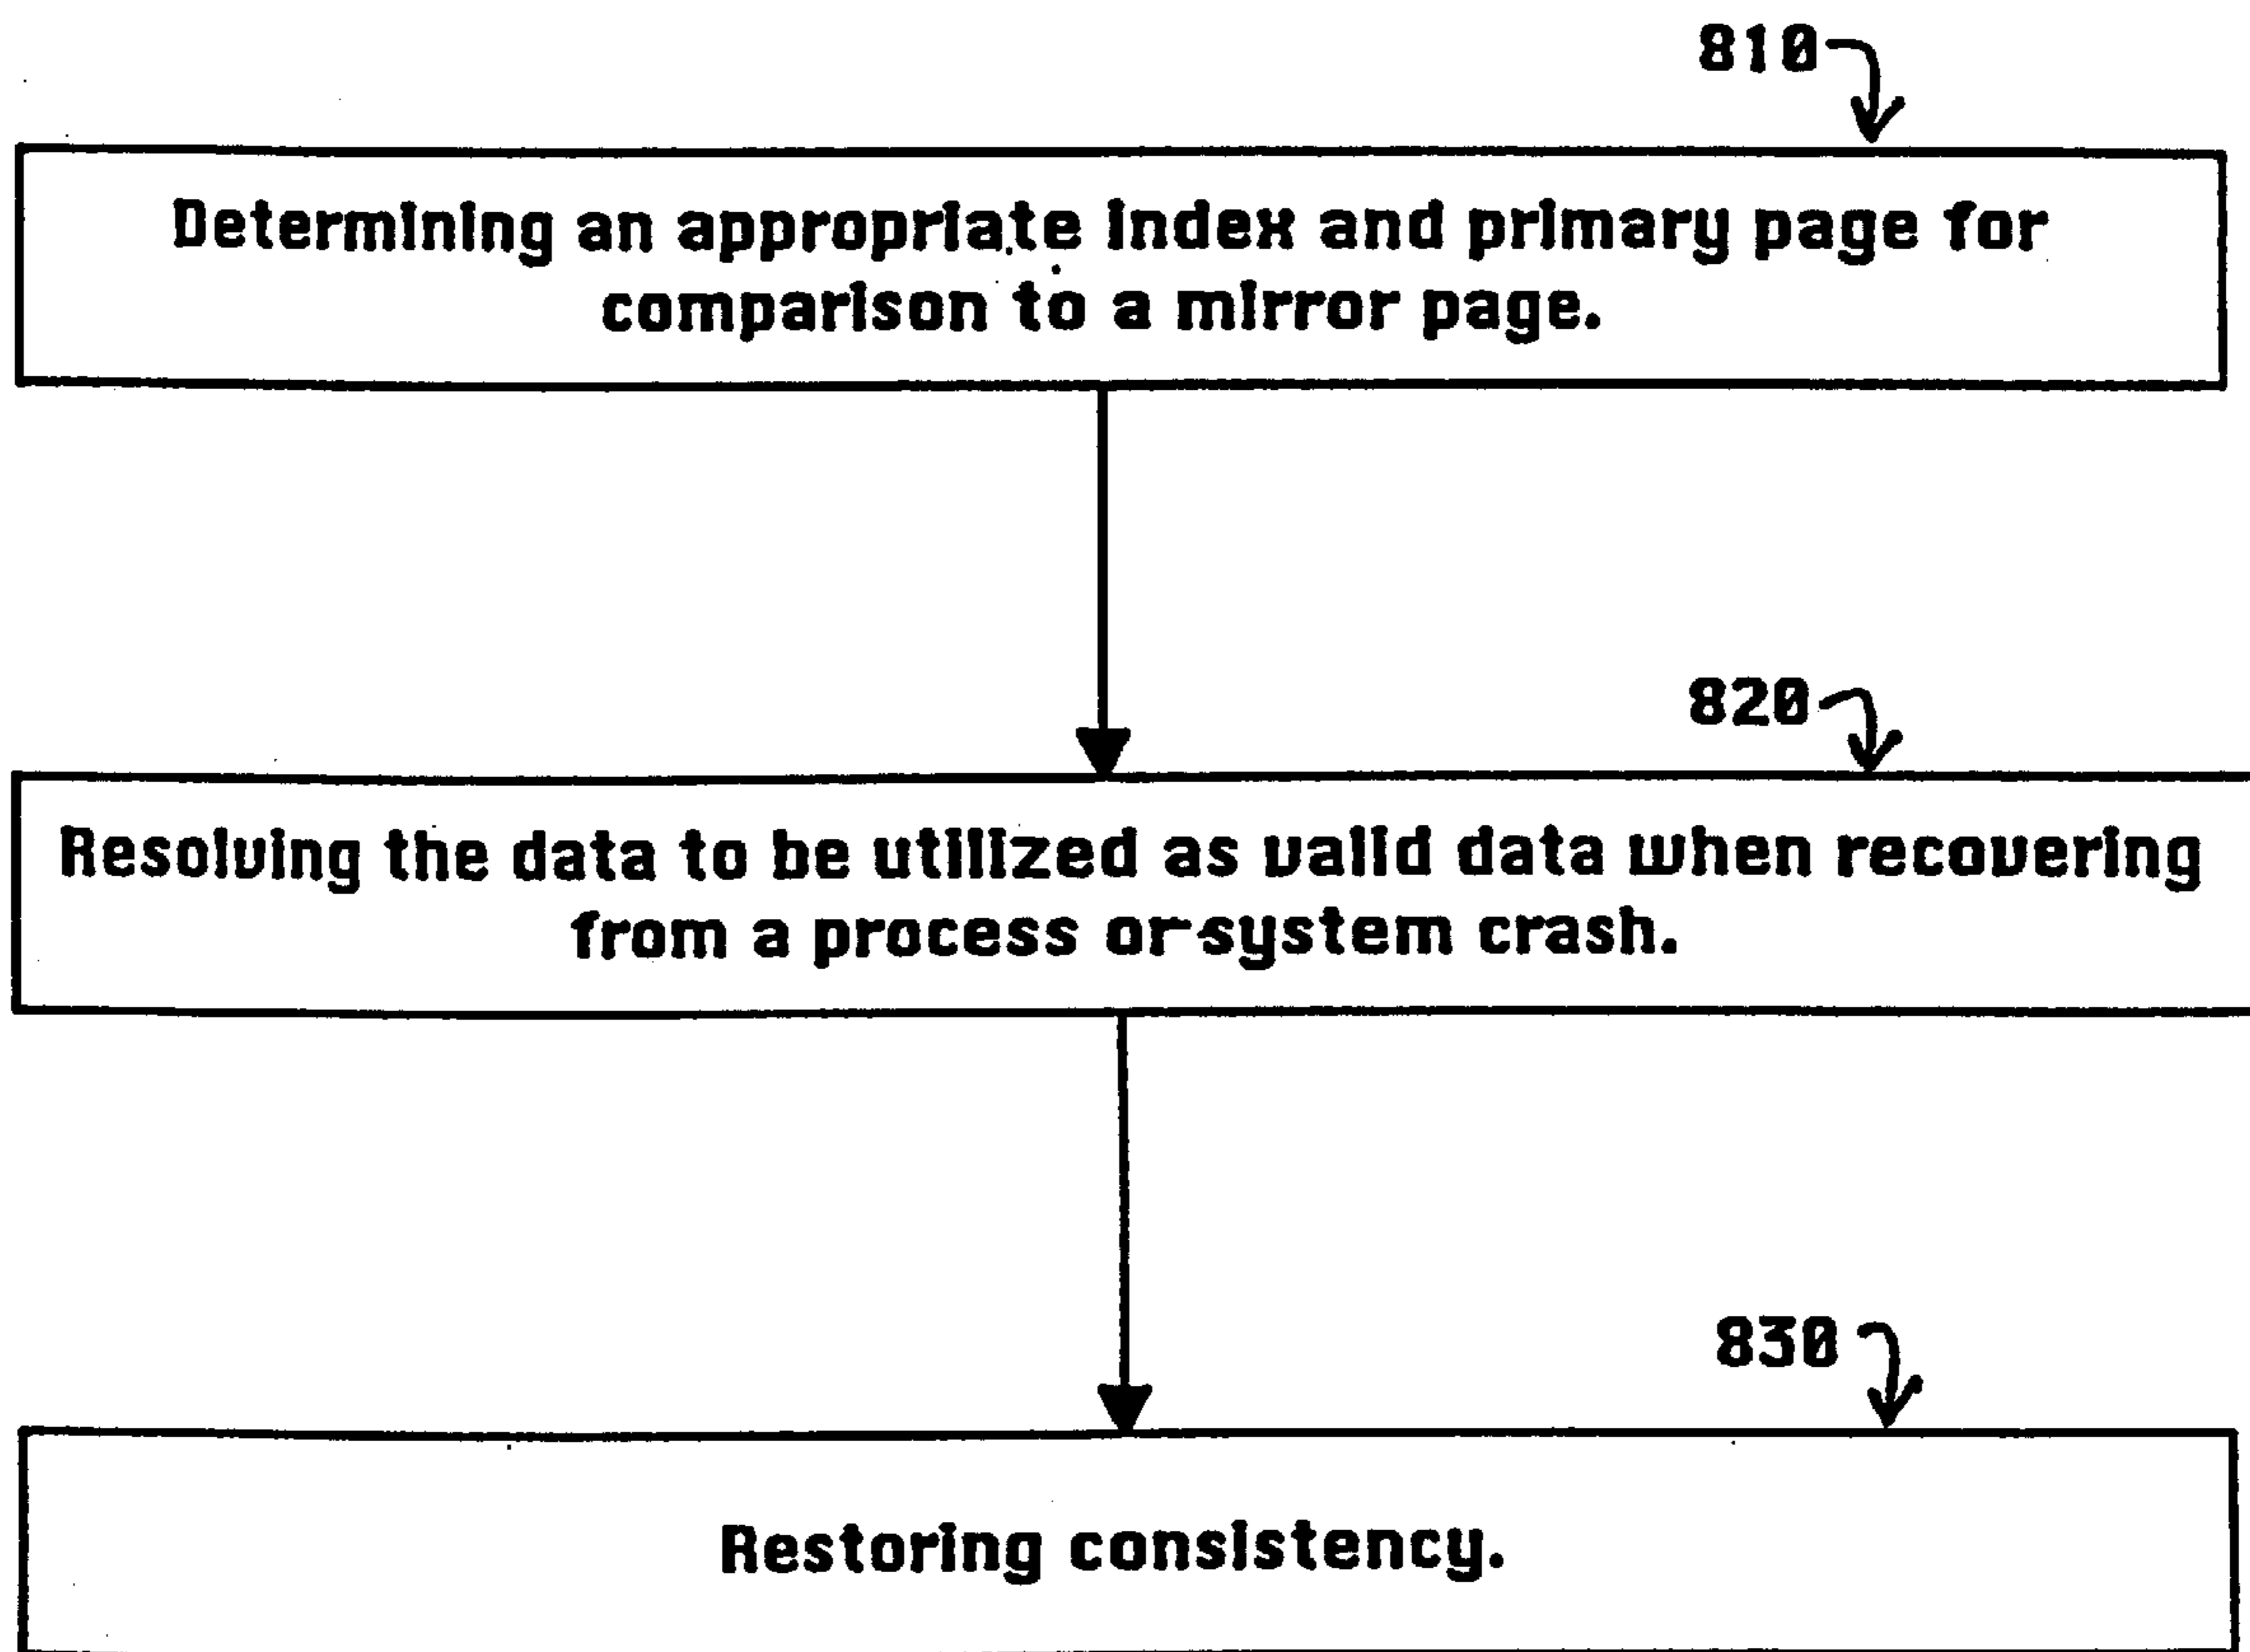 810
Determining an appropriate index and primary page for
comparison to a mirror page.
820
Resolving the data to be utilized as valid data when recovering
from a process or system crash.
830
Restoring consistency.